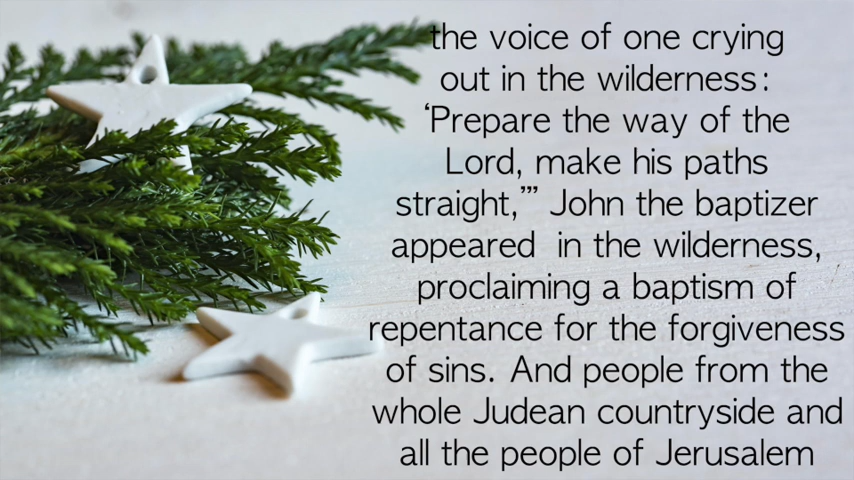 the voice of one crying
out in the wilderness:
‘Prepare the way of the
Lord, make his paths
straight,’” John the baptizer
appeared  in the wilderness,
proclaiming a baptism of
repentance for the forgiveness
of sins.  And people from the
whole Judean countryside and
all the people of Jerusalem